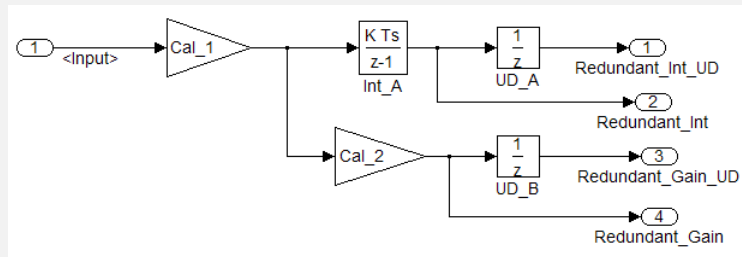 1
<Input>
Cal_1
K Ts
z-1
Int_A
1
z
UD_A
1
Redundant_Int_UD
2
Redundant_Int
Cal_2
1
z
UD_B
3
Redundant_Gain_UD
4
Redundant_Gain